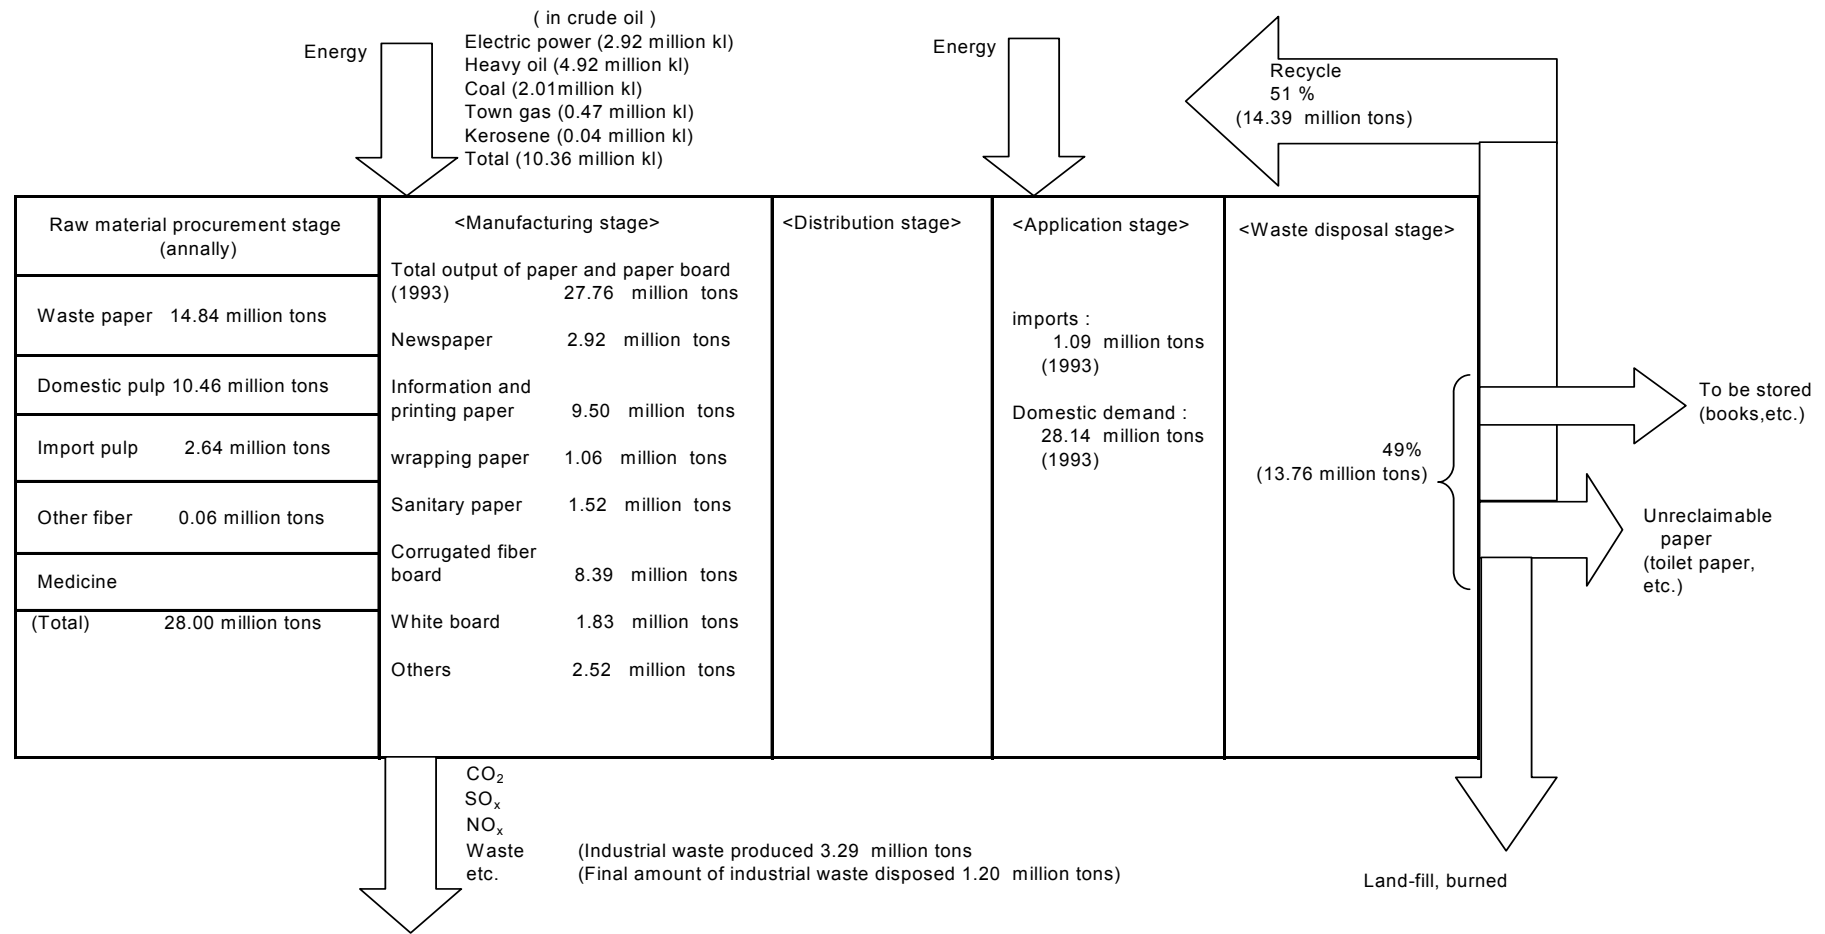 ( in crude oil )
Energy
Electric power (2.92 million kl)
Heavy oil (4.92 million kl)
Coal (2.01million kl)
Town gas (0.47 million kl)
Kerosene (0.04 million kl)
Total (10.36 million kl)
Energy
Recycle
51 %
(14.39 million tons)
Raw material procurement stage
(annally)
Waste paper 14.84 million tons
Domestic pulp 10.46 million tons
Import pulp 2.64 million tons
Other fiber 0.06 million tons
Medicine
(Total) 28.00 million tons
<Manufacturing stage>
Total output of paper and paper board
(1993) 27.76 million tons
Newspaper 2.92 million tons
Information and
printing paper 9.50 million tons
wrapping paper 1.06 million tons
Sanitary paper 1.52 million tons
Corrugated fiber
board 8.39 million tons
White board 1.83 million tons
Others 2.52 million tons
<Distribution stage>
<Application stage>
imports :
1.09 million tons
(1993)
Domestic demand :
28.14 million tons
(1993)
<Waste disposal stage>
49%
(13.76 million tons)
To be stored
(books,etc.)
Unreclaimable
paper
(toilet paper,
etc.)
CO₂
SOₓ
NOₓ
Waste (Industrial waste produced 3.29 million tons
etc. (Final amount of industrial waste disposed 1.20 million tons)
Land-fill, burned